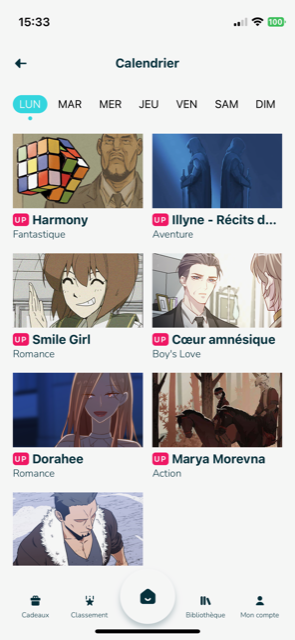 15:33
100
Calendrier
LUN MAR MER JEU VEN SAM DIM
UP Harmony
Fantastique
UP Illyne - Récits d...
Aventure
UP Smile Girl
Romance
UP Cœur amnésique
Boy's Love
UP Dorahee
Romance
UP Marya Morevna
Action
Cadeaux
Classement
Bibliothèque
Mon compte